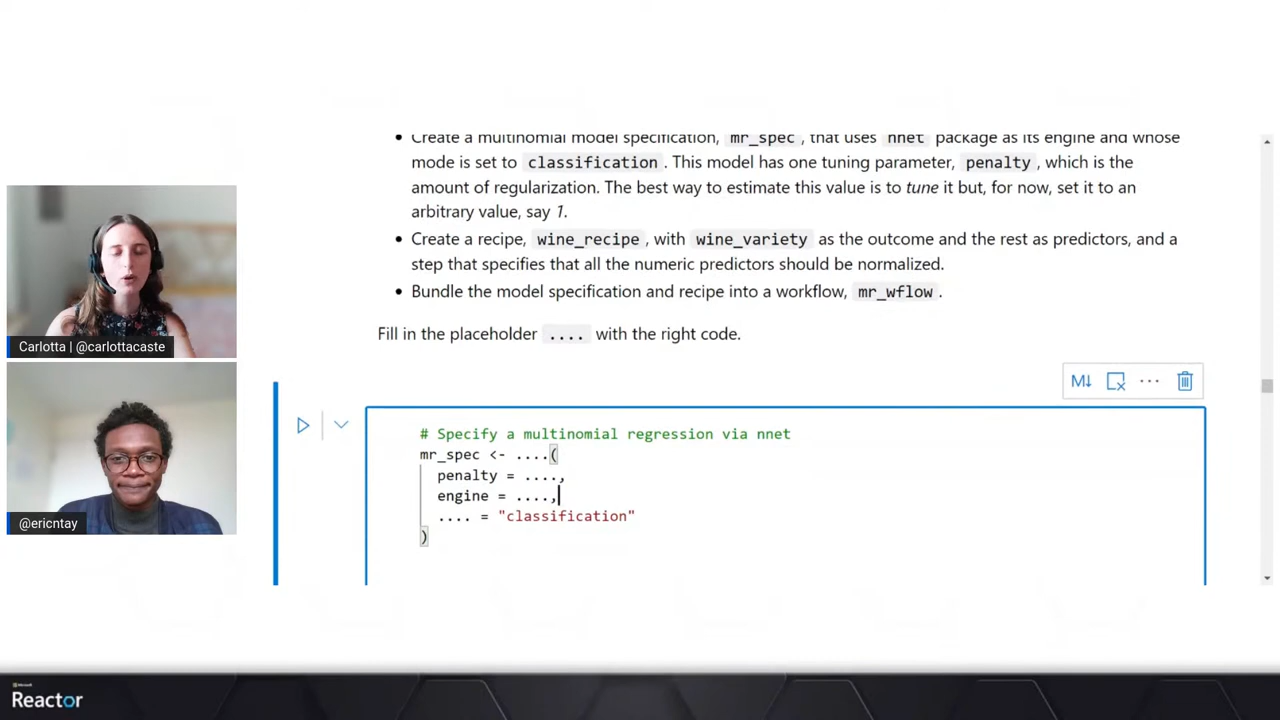 • Create a multinomial model specification, mr_spec, that uses nnet package as its engine and whose
mode is set to classification. This model has one tuning parameter, penalty, which is the
amount of regularization. The best way to estimate this value is to tune it but, for now, set it to an
arbitrary value, say 1.
• Create a recipe, wine_recipe, with wine_variety as the outcome and the rest as predictors, and a
step that specifies that all the numeric predictors should be normalized.
• Bundle the model specification and recipe into a workflow, mr_wflow.
Fill in the placeholder .... with the right code.
M↓
# Specify a multinomial regression via nnet
mr_spec <- ....(
penalty = ....,
engine = ....,
.... = "classification"
)
Carlotta | @carlottacaste
@ericntay
Microsoft
Reactor